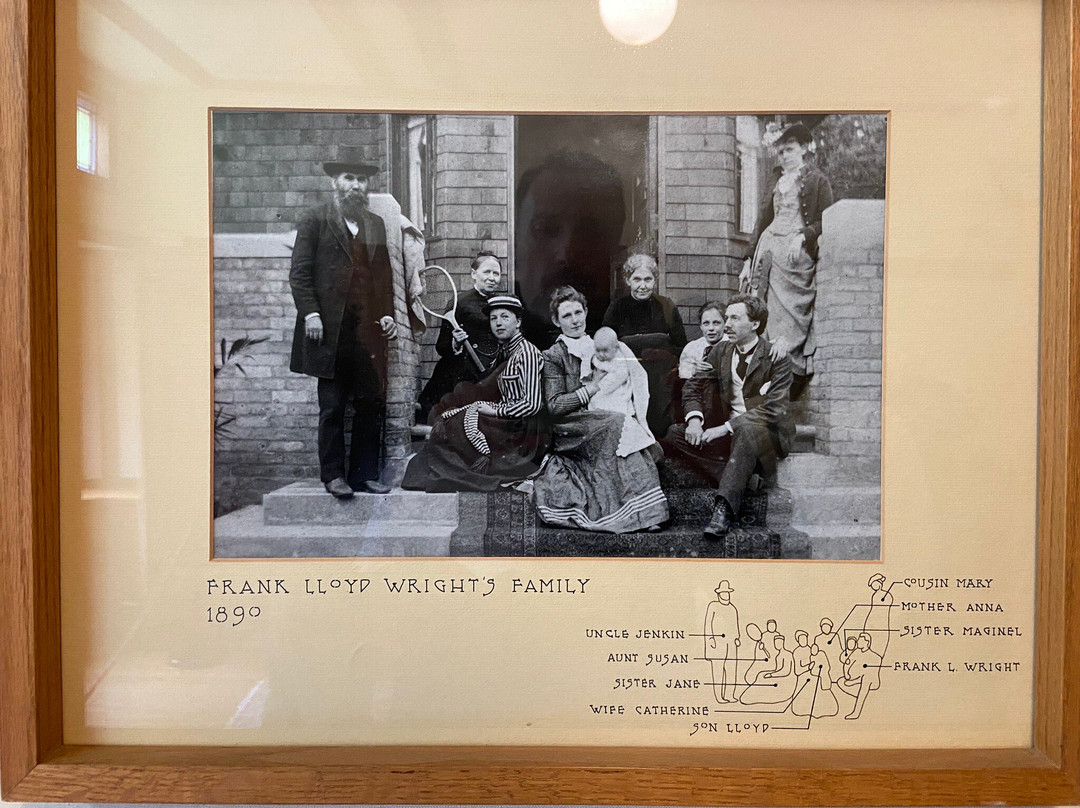 FRANK LLOYD WRIGHT'S FAMILY
1890
COUSIN MARY
MOTHER ANNA
SISTER MAGINEL
UNCLE JENKIN
AUNT SUSAN
FRANK L. WRIGHT
SISTER JANE
WIFE CATHERINE
SON LLOYD